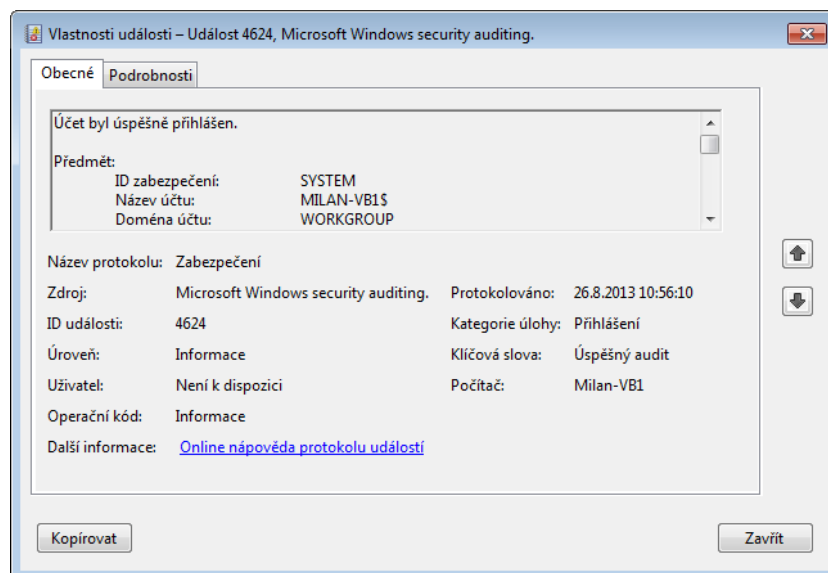 Vlastnosti události – Událost 4624, Microsoft Windows security auditing.
Obecné Podrobnosti
Účet byl úspěšně přihlášen.
Předmět:
ID zabezpečení: SYSTEM
Název účtu: MILAN-VB1$
Doména účtu: WORKGROUP
Název protokolu: Zabezpečení
Zdroj: Microsoft Windows security auditing. Protokolováno: 26.8.2013 10:56:10
ID události: 4624 Kategorie úlohy: Přihlášení
Úroveň: Informace Klíčová slova: Úspěšný audit
Uživatel: Není k dispozici Počítač: Milan-VB1
Operační kód: Informace
Další informace: Online nápověda protokolu událostí
Kopírovat Zavřít